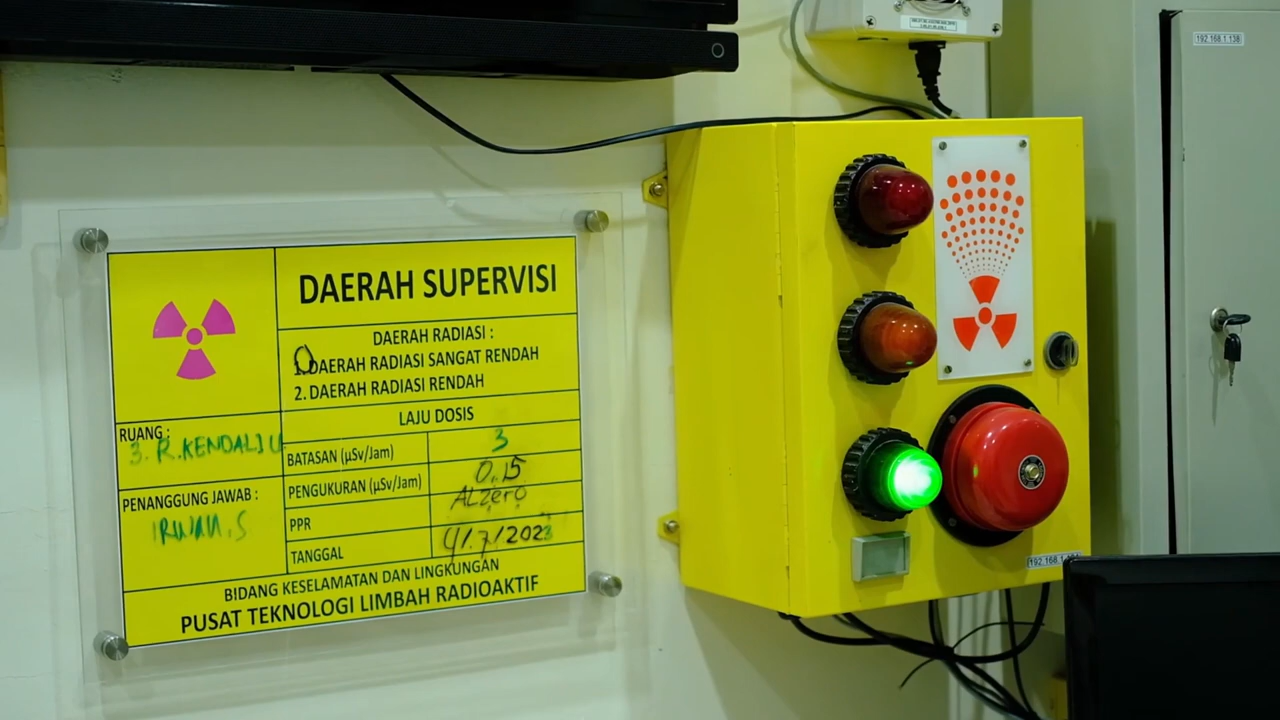 192.168.1.138
DAERAH SUPERVISI
DAERAH RADIASI :
1. DAERAH RADIASI SANGAT RENDAH
2. DAERAH RADIASI RENDAH
LAJU DOSIS
RUANG :
3. R. KENDALI U
BATASAN (µSv/Jam) 3
PENGUKURAN (µSv/Jam) 0,15
PENANGGUNG JAWAB :
IRWAN.S
PPR ALZero
TANGGAL 4/7/2023
BIDANG KESELAMATAN DAN LINGKUNGAN
PUSAT TEKNOLOGI LIMBAH RADIOAKTIF